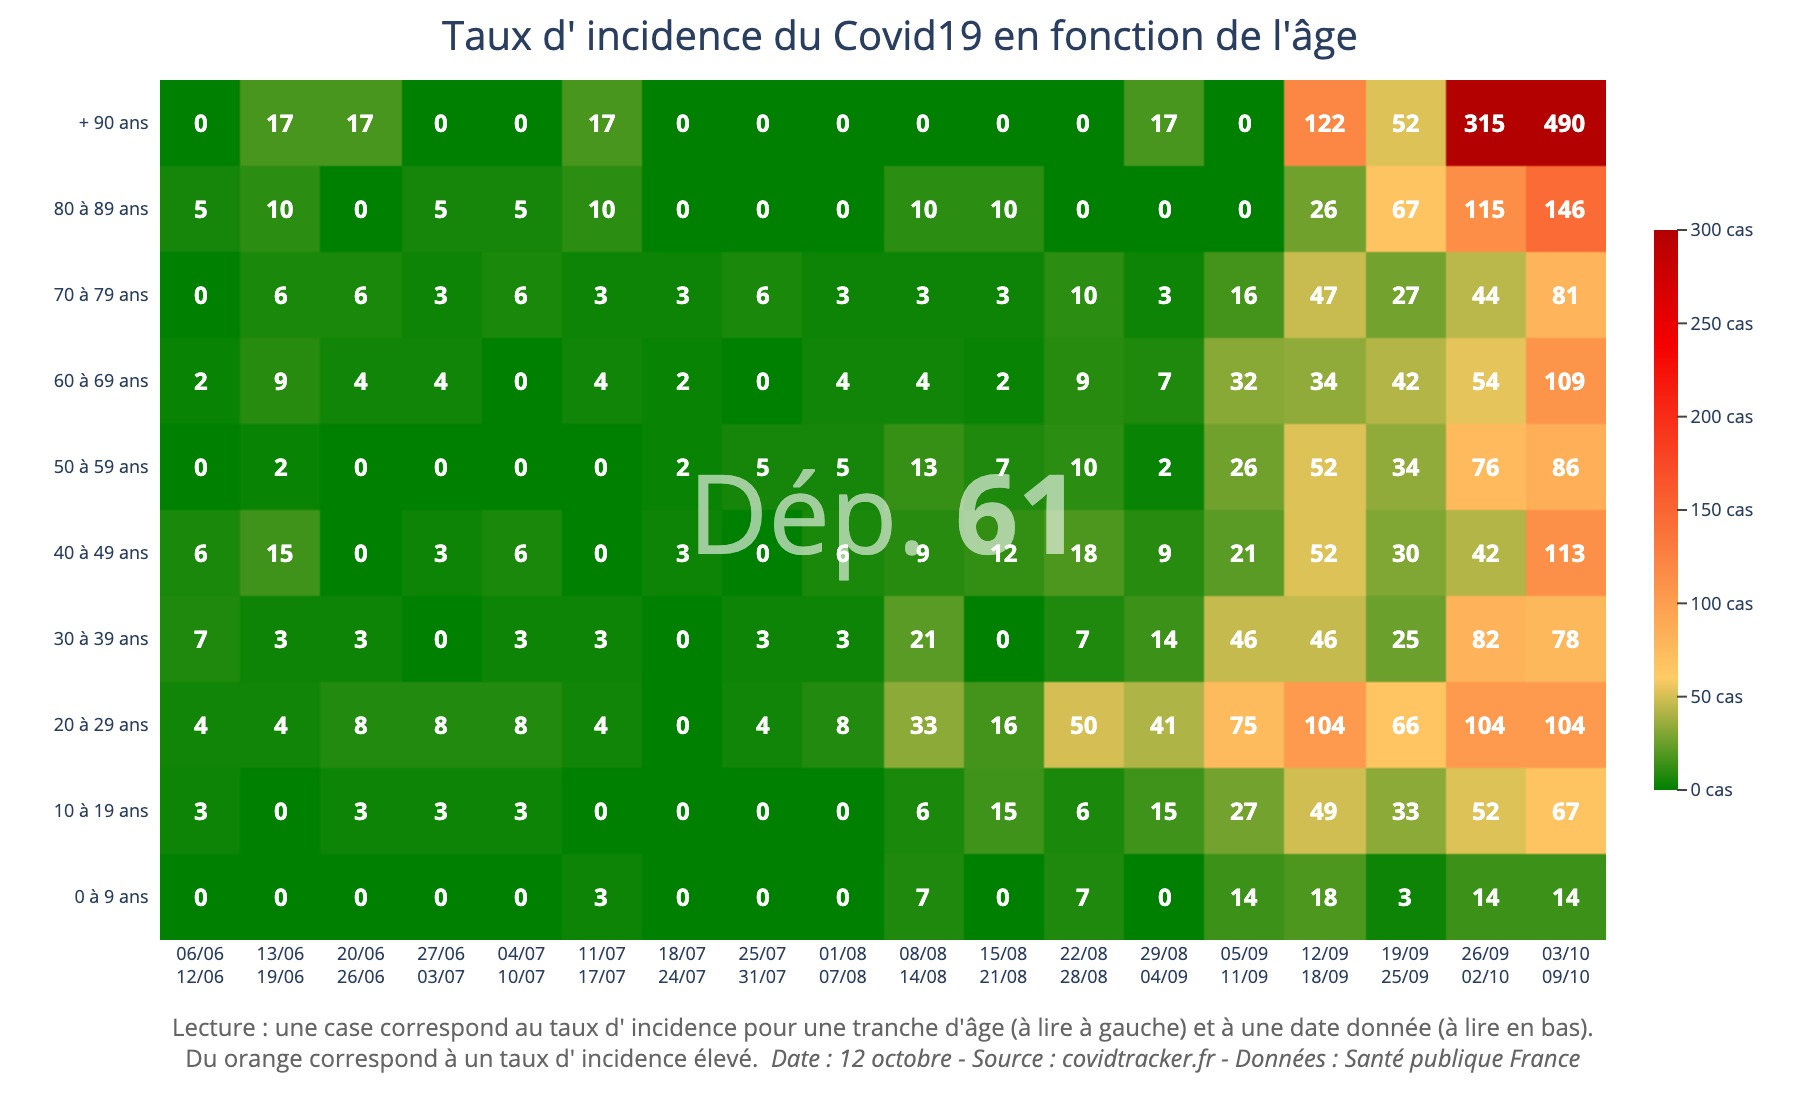 Taux d' incidence du Covid19 en fonction de l'âge
+ 90 ans 0 17 17 0 0 17 0 0 0 0 0 0 17 0 122 52 315 490
80 à 89 ans 5 10 0 5 5 10 0 0 0 10 10 0 0 0 26 67 115 146
70 à 79 ans 0 6 6 3 6 3 3 6 3 3 3 10 3 16 47 27 44 81
60 à 69 ans 2 9 4 4 0 4 2 0 4 4 2 9 7 32 34 42 54 109
50 à 59 ans 0 2 0 0 0 0 2 5 5 13 7 10 2 26 52 34 76 86
Dép. 61
40 à 49 ans 6 15 0 3 6 0 3 0 6 9 12 18 9 21 52 30 42 113
30 à 39 ans 7 3 3 0 3 3 0 3 3 21 0 7 14 46 46 25 82 78
20 à 29 ans 4 4 8 8 8 4 0 4 8 33 16 50 41 75 104 66 104 104
10 à 19 ans 3 0 3 3 3 0 0 0 0 6 15 6 15 27 49 33 52 67
0 à 9 ans 0 0 0 0 0 3 0 0 0 7 0 7 0 14 18 3 14 14
06/06 13/06 20/06 27/06 04/07 11/07 18/07 25/07 01/08 08/08 15/08 22/08 29/08 05/09 12/09 19/09 26/09 03/10
12/06 19/06 26/06 03/07 10/07 17/07 24/07 31/07 07/08 14/08 21/08 28/08 04/09 11/09 18/09 25/09 02/10 09/10
300 cas
250 cas
200 cas
150 cas
100 cas
50 cas
0 cas
Lecture : une case correspond au taux d' incidence pour une tranche d'âge (à lire à gauche) et à une date donnée (à lire en bas).
Du orange correspond à un taux d' incidence élevé. Date : 12 octobre - Source : covidtracker.fr - Données : Santé publique France